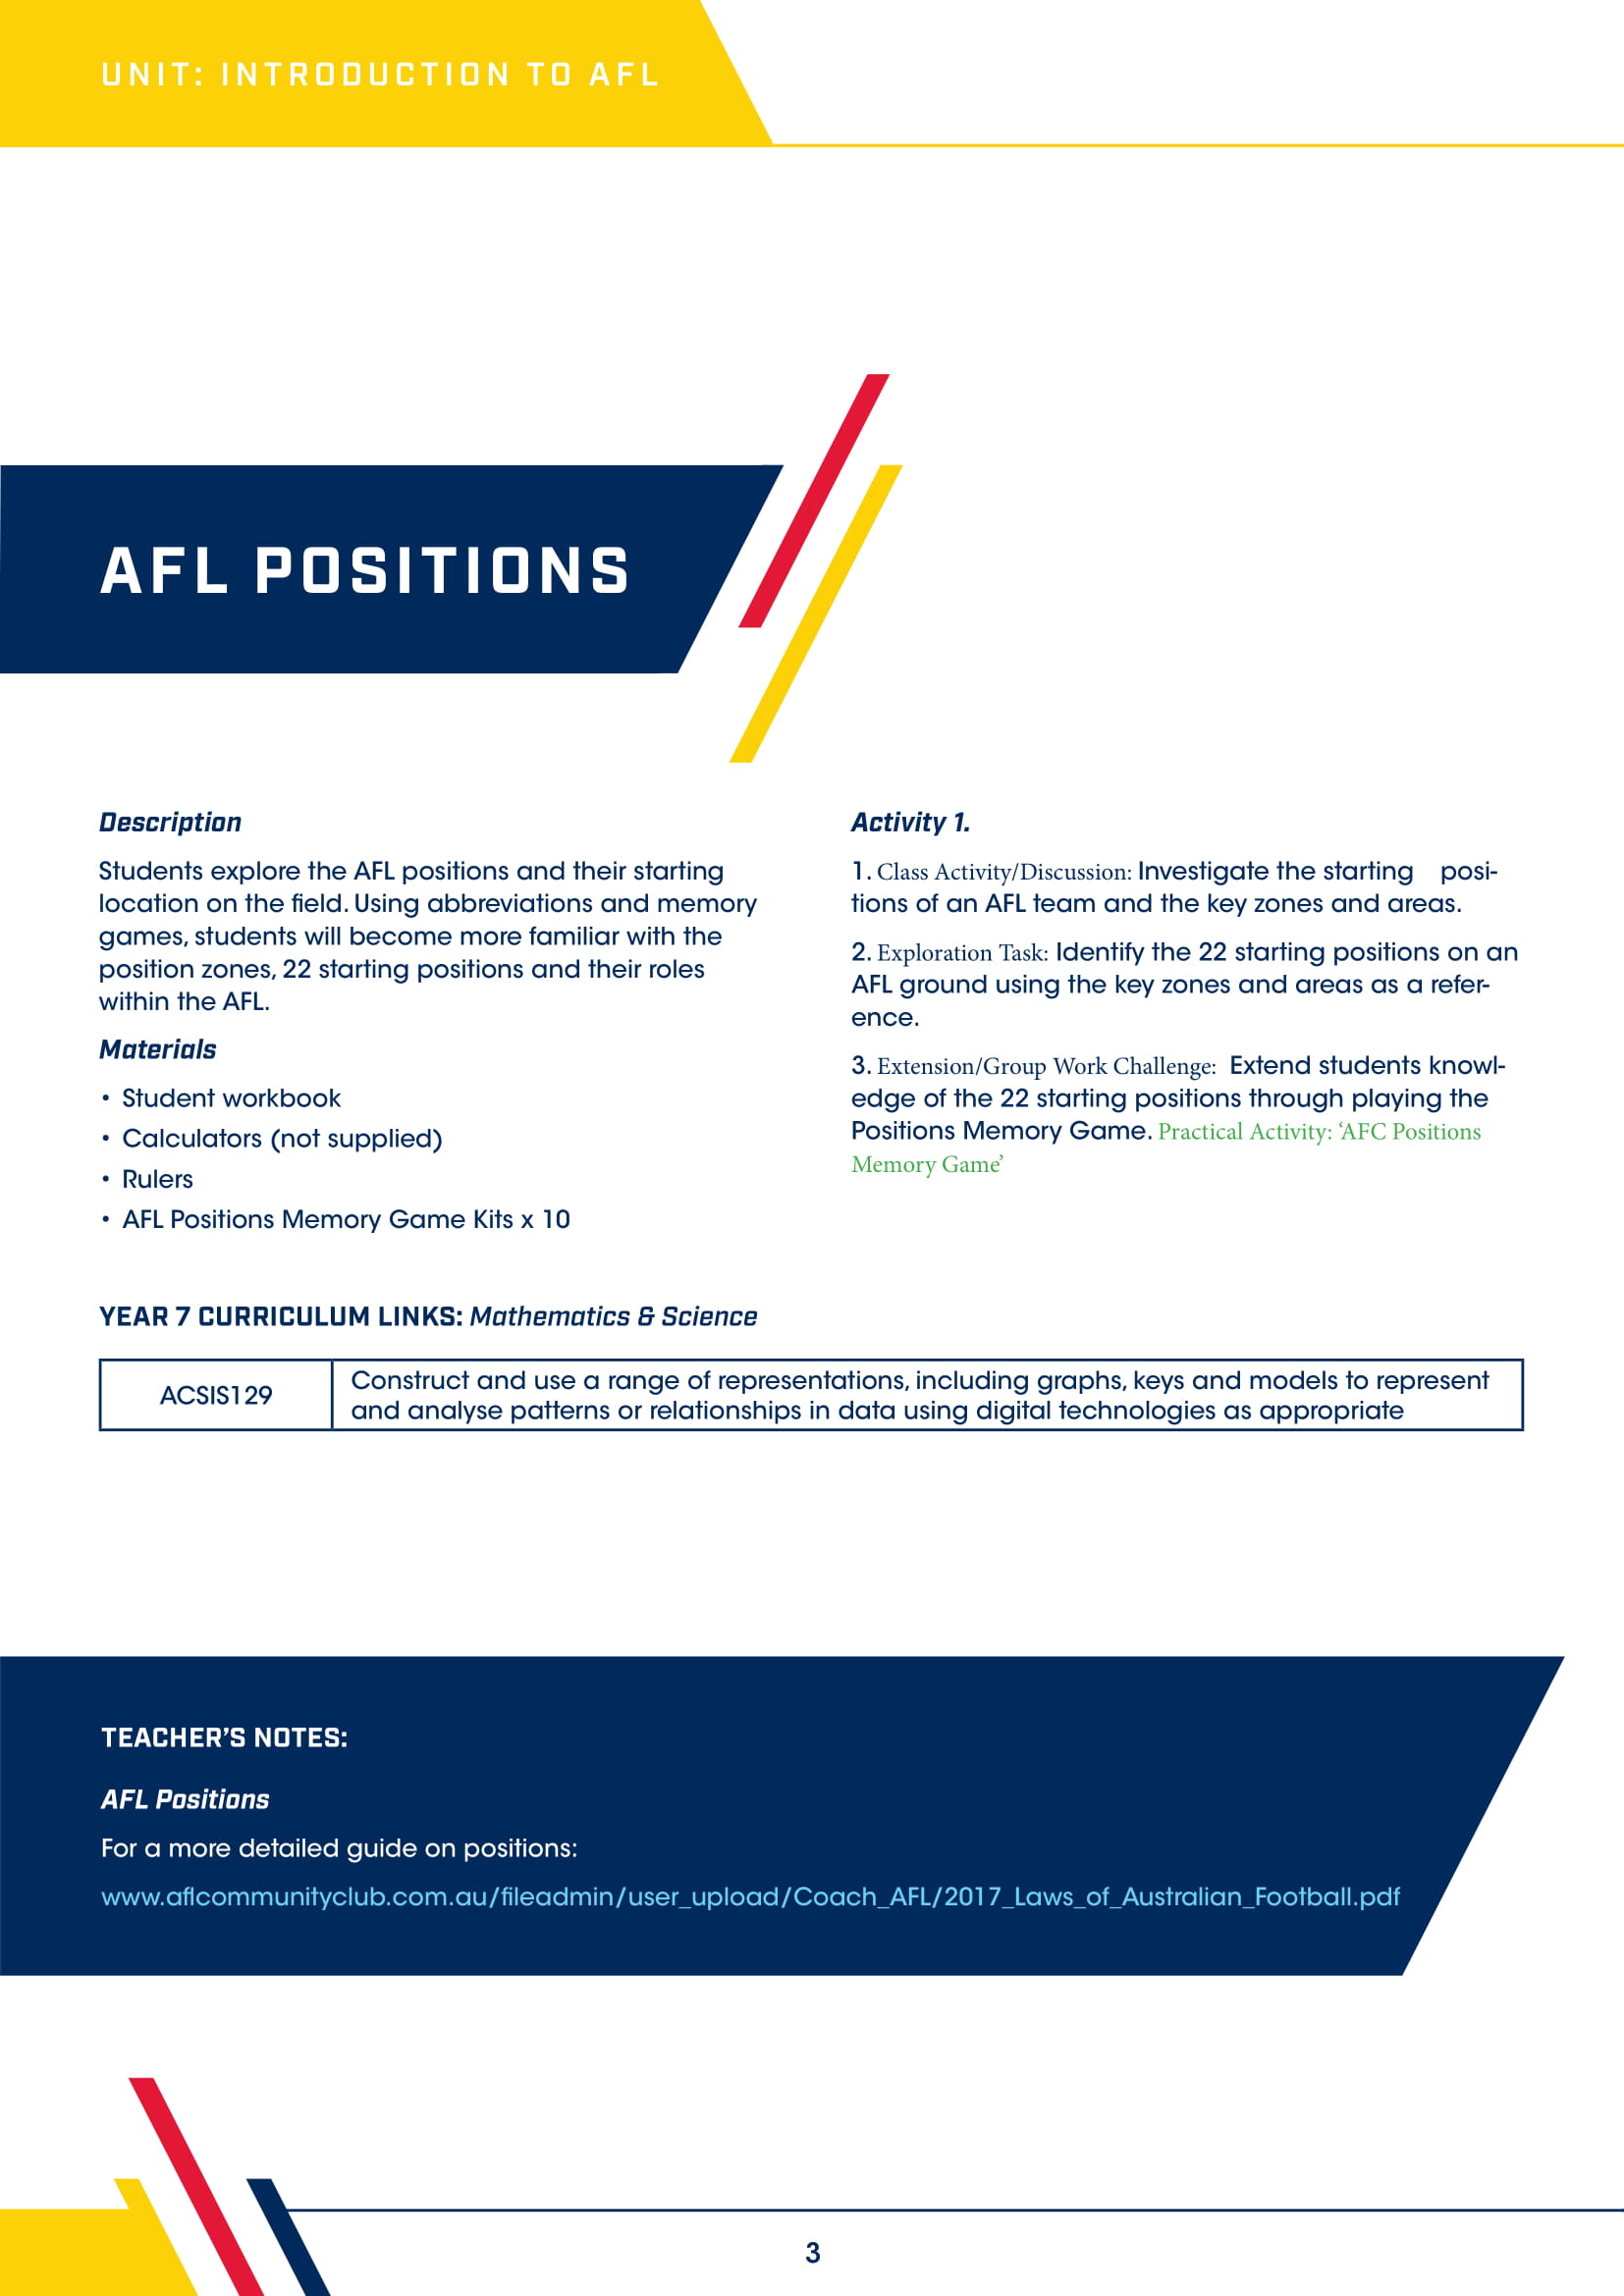 UNIT: INTRODUCTION TO AFL
AFL POSITIONS
Description
Students explore the AFL positions and their starting
location on the field. Using abbreviations and memory
games, students will become more familiar with the
position zones, 22 starting positions and their roles
within the AFL.
Materials
• Student workbook
• Calculators (not supplied)
• Rulers
• AFL Positions Memory Game Kits x 10
Activity 1.
1. Class Activity/Discussion: Investigate the starting posi-
tions of an AFL team and the key zones and areas.
2. Exploration Task: Identify the 22 starting positions on an
AFL ground using the key zones and areas as a refer-
ence.
3. Extension/Group Work Challenge: Extend students knowl-
edge of the 22 starting positions through playing the
Positions Memory Game. Practical Activity: ‘AFC Positions
Memory Game’
YEAR 7 CURRICULUM LINKS: Mathematics & Science
ACSIS129
Construct and use a range of representations, including graphs, keys and models to represent
and analyse patterns or relationships in data using digital technologies as appropriate
TEACHER’S NOTES:
AFL Positions
For a more detailed guide on positions:
www.aflcommunityclub.com.au/fileadmin/user_upload/Coach_AFL/2017_Laws_of_Australian_Football.pdf
3